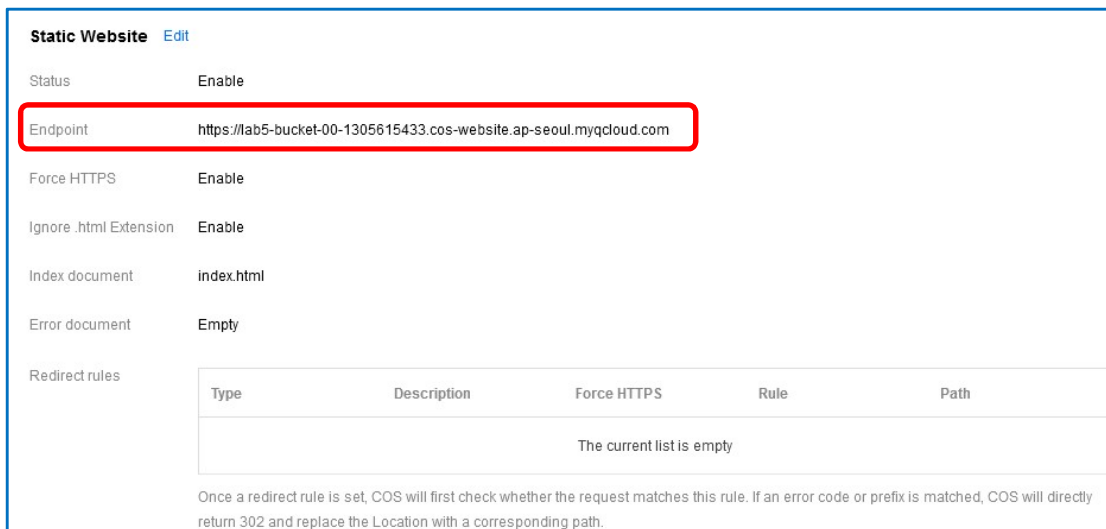 Static Website Edit
Status Enable
Endpoint https://lab5-bucket-00-1305615433.cos-website.ap-seoul.myqcloud.com
Force HTTPS Enable
Ignore .html Extension Enable
Index document index.html
Error document Empty
Redirect rules
Type Description Force HTTPS Rule Path
The current list is empty
Once a redirect rule is set, COS will first check whether the request matches this rule. If an error code or prefix is matched, COS will directly
return 302 and replace the Location with a corresponding path.